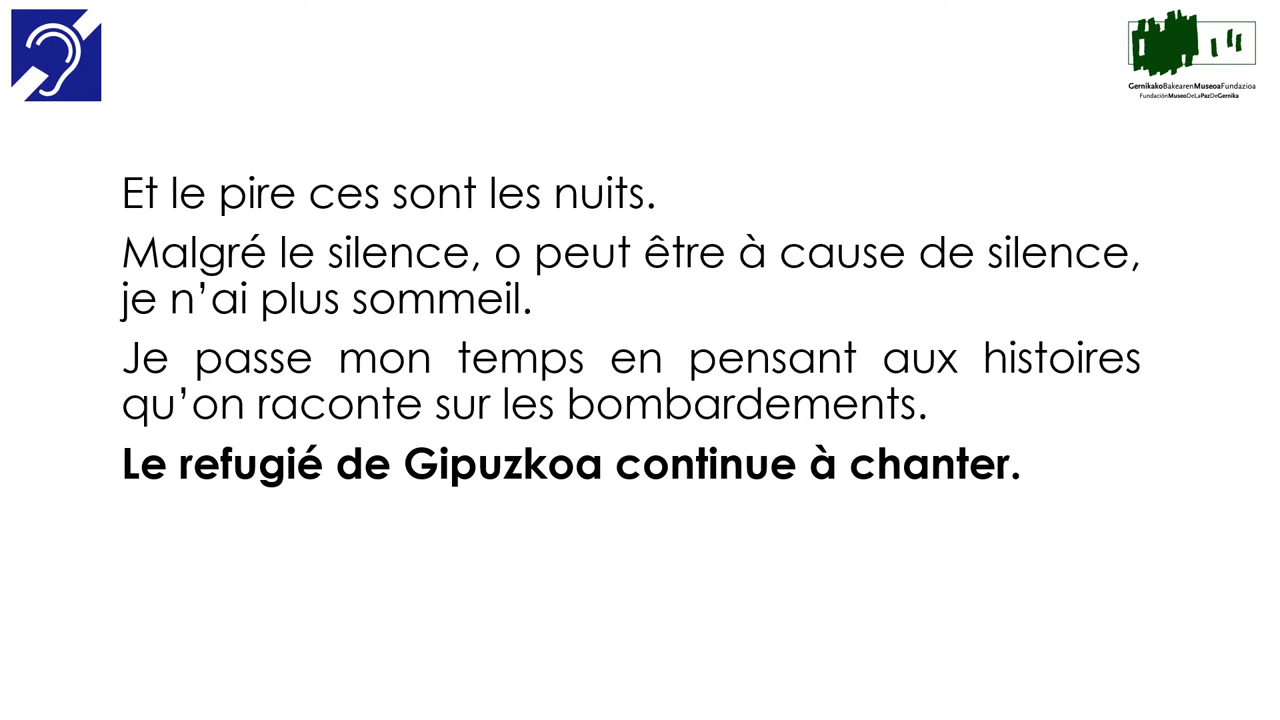 GernikakoBakearenMuseoaFundazioa
FundaciónMuseoDeLaPazDeGernika
Et le pire ces sont les nuits.
Malgré le silence, o peut être à cause de silence,
je n’ai plus sommeil.
Je passe mon temps en pensant aux histoires
qu’on raconte sur les bombardements.
Le refugié de Gipuzkoa continue à chanter.